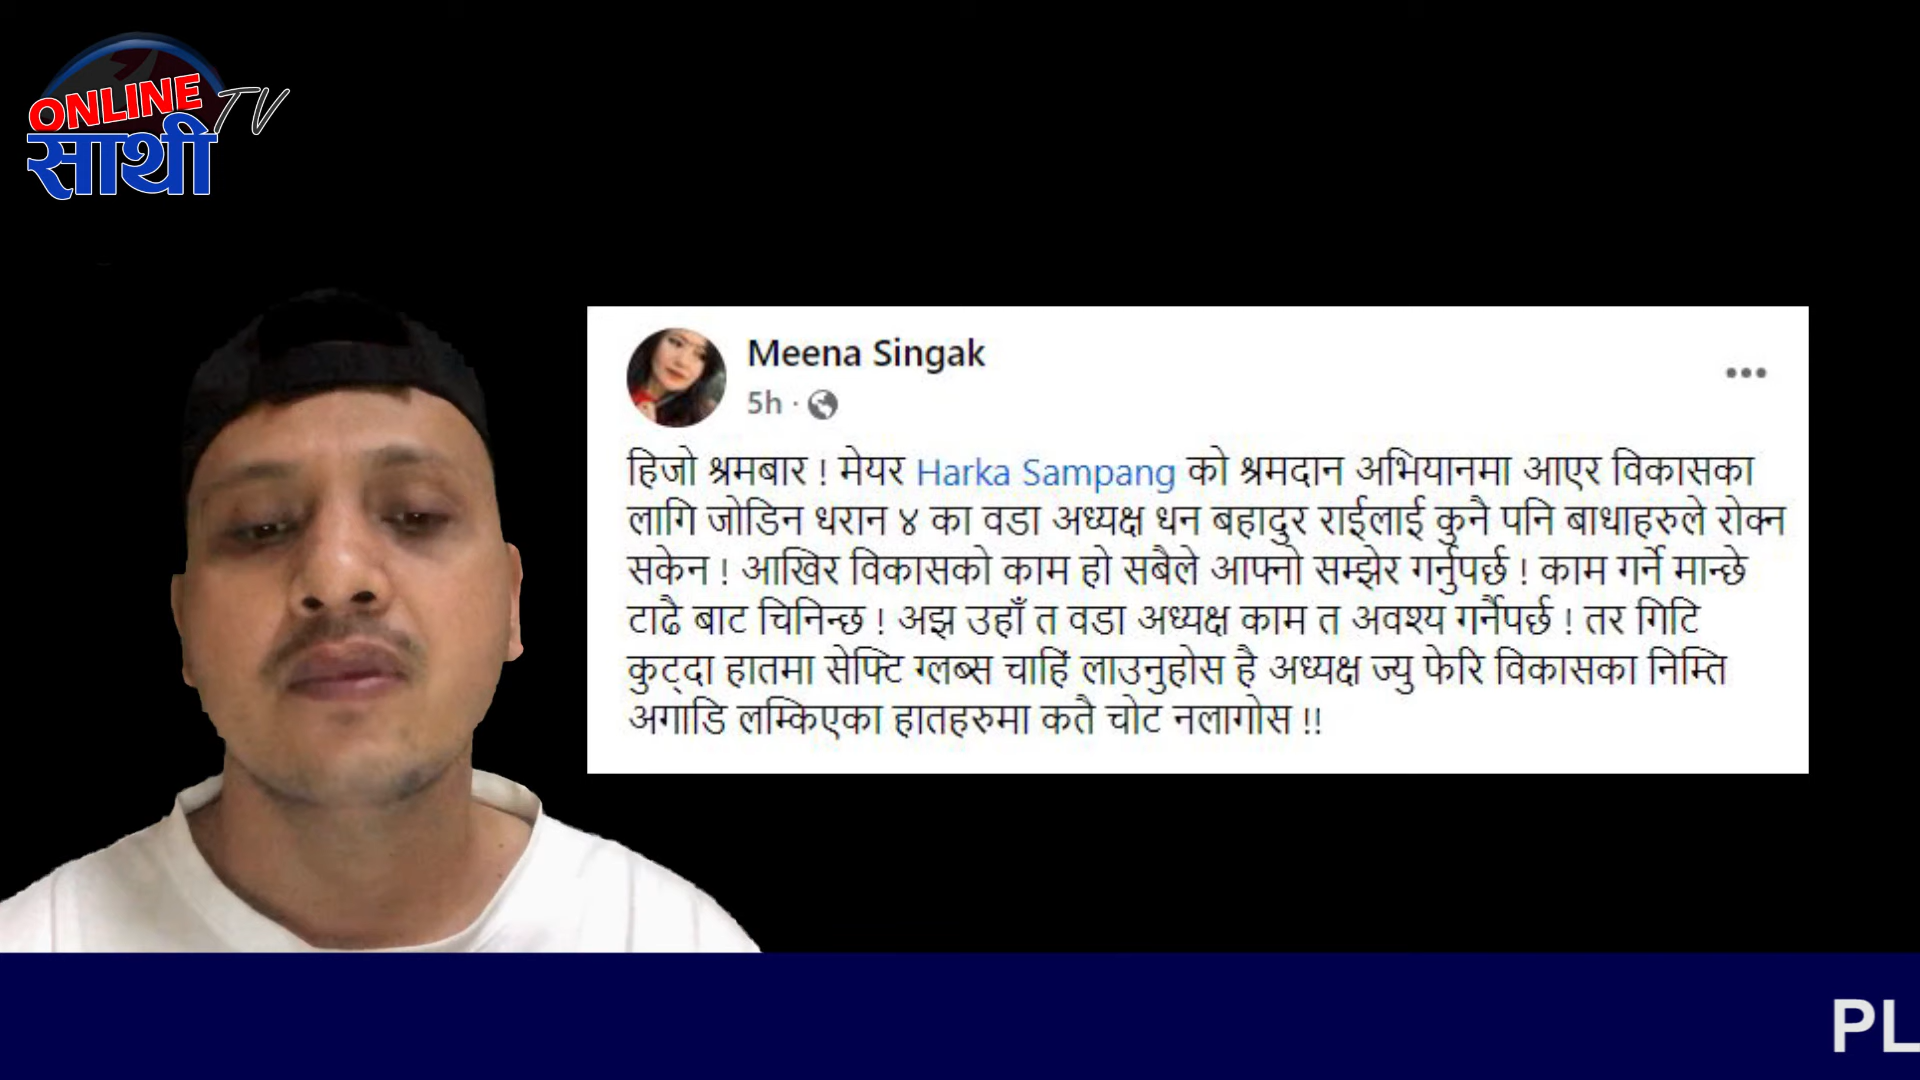 ONLINE TV
साथी
Meena Singak
5h ·
हिजो श्रमबार ! मेयर Harka Sampang को श्रमदान अभियानमा आएर विकासका
लागि जोडिन धरान ४ का वडा अध्यक्ष धन बहादुर राईलाई कुनै पनि बाधाहरुले रोक्न
सकेन ! आखिर विकासको काम हो सबैले आफ्नो सम्झेर गर्नुपर्छ ! काम गर्ने मान्छे
टाढै बाट चिनिन्छ ! अझ उहाँ त वडा अध्यक्ष काम त अवश्य गर्नैपर्छ ! तर गिटि
कुट्दा हातमा सेफ्टि ग्लब्स चाहिं लाउनुहोस है अध्यक्ष ज्यु फेरि विकासका निम्ति
अगाडि लम्किएका हातहरुमा कतै चोट नलागोस !!
PL